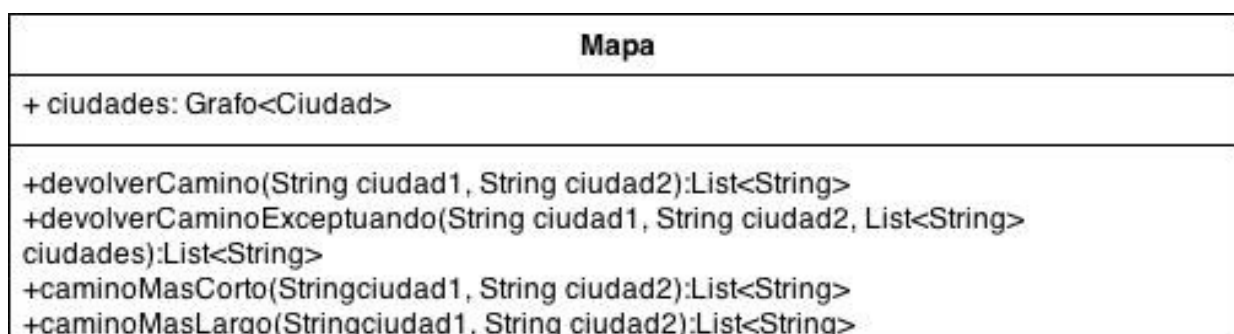 Mapa
+ ciudades: Grafo<Ciudad>
+devolverCamino(String ciudad1, String ciudad2):List<String>
+devolverCaminoExceptuando(String ciudad1, String ciudad2, List<String>
ciudades):List<String>
+caminoMasCorto(Stringciudad1, String ciudad2):List<String>
+caminoMasLargo(Stringciudad1, String ciudad2):List<String>